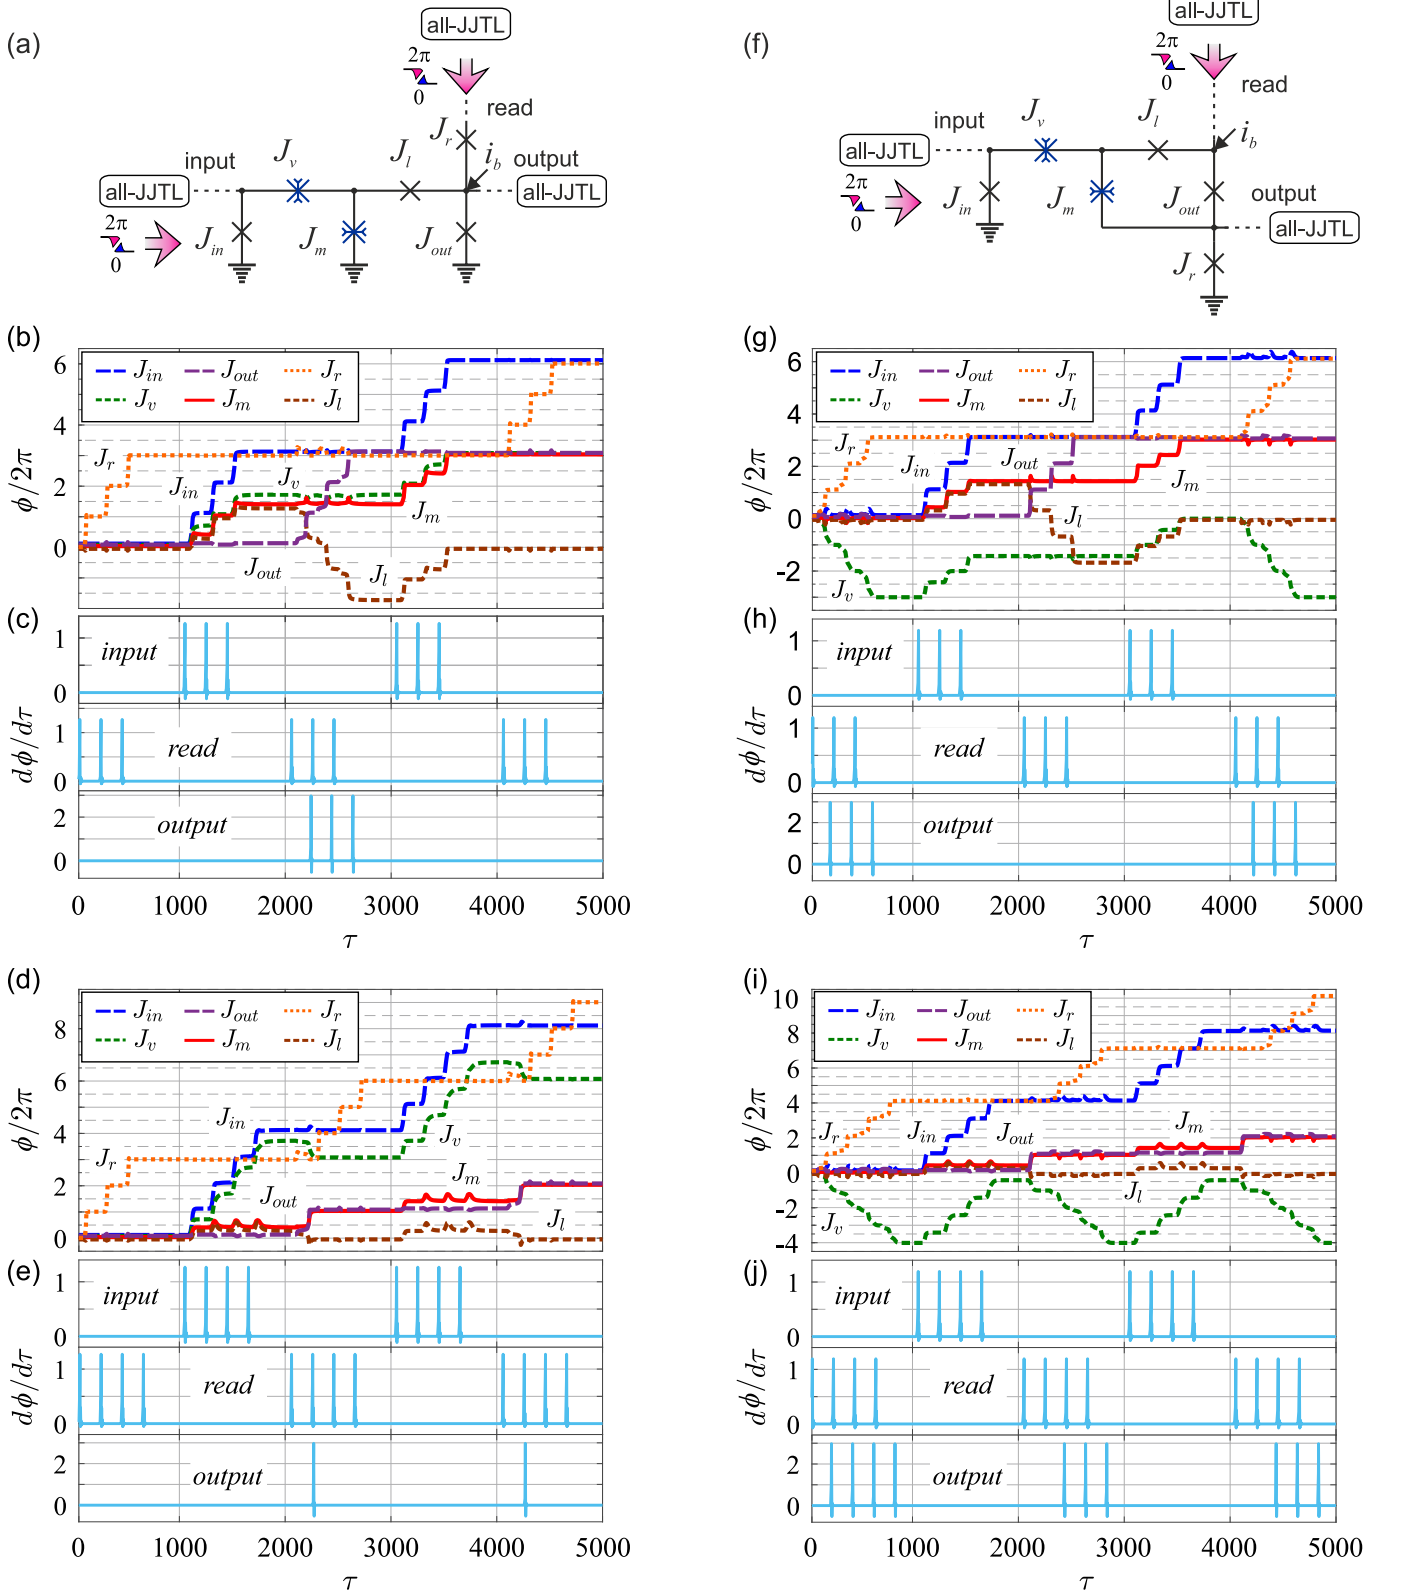 (a)
all-JJTL
2π
0
read
J_r
input
J_v
J_l
i_b
output
all-JJTL
all-JJTL
2π
0
J_in
J_m
J_out
(f)
all-JJTL
2π
0
read
input
J_v
J_l
i_b
all-JJTL
2π
0
J_in
J_m
J_out
output
all-JJTL
J_r
(b)
6
4
2
0
ϕ/2π
J_in J_out J_r
J_v J_m J_l
J_r
J_in
J_v
J_m
J_out
J_l
(c)
1
0
input
1
0
read
2
0
output
dϕ/dτ
0 1000 2000 3000 4000 5000
τ
(g)
6
4
2
0
-2
ϕ/2π
J_in J_out J_r
J_v J_m J_l
J_r
J_in
J_out
J_m
J_l
J_v
(h)
1
0
input
1
0
read
2
0
output
dϕ/dτ
0 1000 2000 3000 4000 5000
τ
(d)
8
6
4
2
0
ϕ/2π
J_in J_out J_r
J_v J_m J_l
J_in
J_r
J_v
J_out
J_m
J_l
(e)
1
0
input
1
0
read
2
0
output
dϕ/dτ
0 1000 2000 3000 4000 5000
τ
(i)
10
8
6
4
2
0
-2
-4
ϕ/2π
J_in J_out J_r
J_v J_m J_l
J_r
J_in
J_out
J_m
J_l
J_v
(j)
1
0
input
1
0
read
2
0
output
dϕ/dτ
0 1000 2000 3000 4000 5000
τ